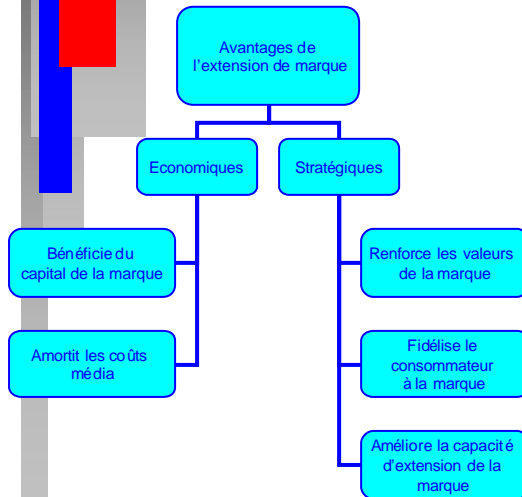 Avantages de
l'extension de marque
Economiques
Stratégiques
Bénéficie du
capital de la marque
Amortit les coûts
média
Renforce les valeurs
de la marque
Fidélise le
consommateur
à la marque
Améliore la capacité
d'extension de la
marque